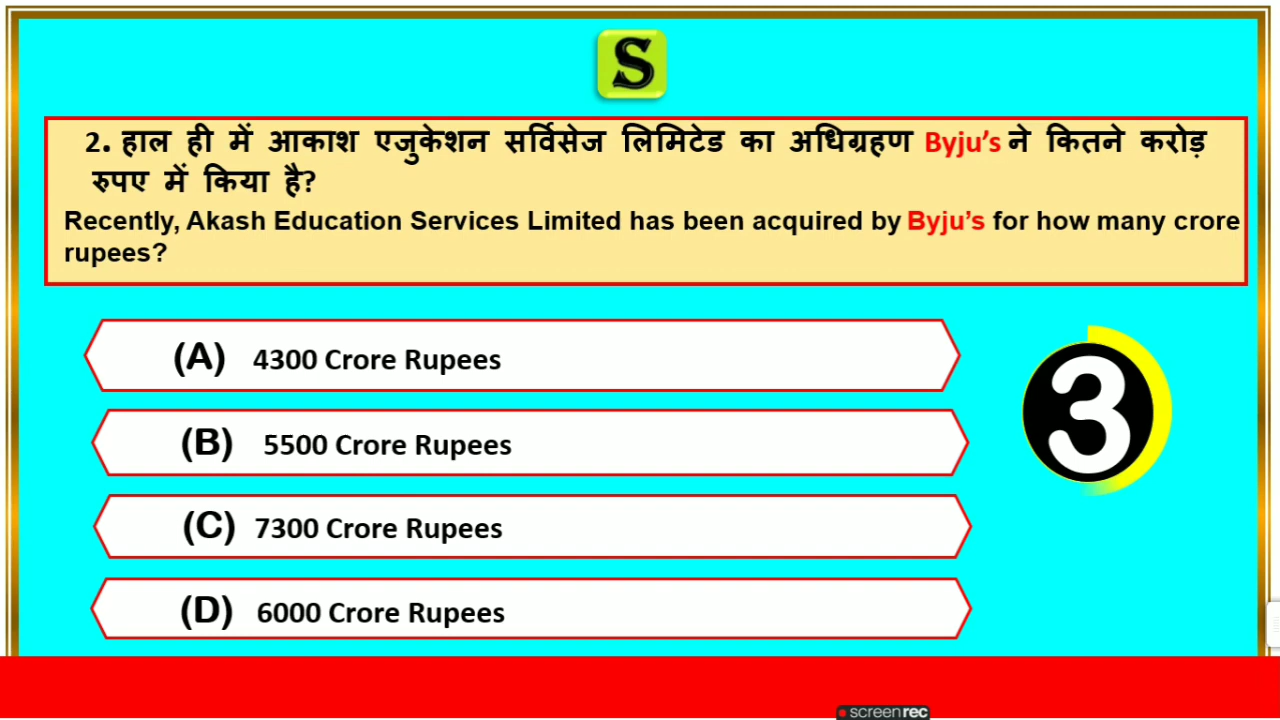 S
2. हाल ही में आकाश एजुकेशन सर्विसेज लिमिटेड का अधिग्रहण Byju’s ने कितने करोड़
रुपए में किया है?
Recently, Akash Education Services Limited has been acquired by Byju’s for how many crore
rupees?
(A) 4300 Crore Rupees
3
(B) 5500 Crore Rupees
(C) 7300 Crore Rupees
(D) 6000 Crore Rupees
screenrec